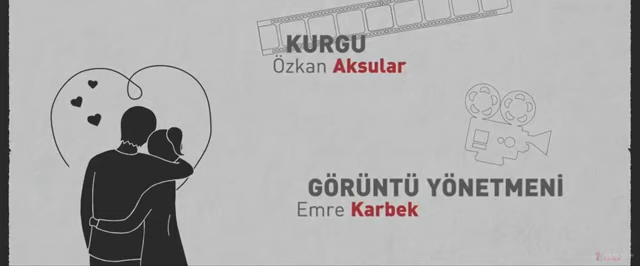 KURGU
Özkan Aksular
GÖRÜNTÜ YÖNETMENİ
Emre Karbek